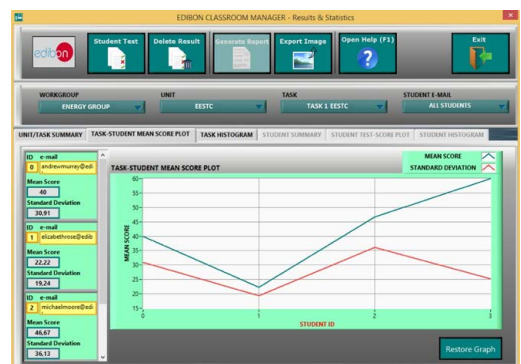 EDIBON CLASSROOM MANAGER - Results & Statistics
edibon
Student Test
Delete Result
Generate Report
Export Image
Open Help (F1)
Exit
WORKGROUP
UNIT
TASK
STUDENT E-MAIL
ENERGY GROUP
EESTC
TASK 1 EESTC
ALL STUDENTS
UNIT/TASK SUMMARY
TASK-STUDENT MEAN SCORE PLOT
TASK HISTOGRAM
STUDENT SUMMARY
STUDENT TEST-SCORE PLOT
STUDENT HISTOGRAM
ID e-mail
0 andrewmurray@edi
Mean Score
40
Standard Deviation
30,91
ID e-mail
1 elizabethrose@edib
Mean Score
22,22
Standard Deviation
19,24
ID e-mail
2 michaelmoore@edi
Mean Score
46,67
Standard Deviation
36,13
TASK-STUDENT MEAN SCORE PLOT
MEAN SCORE
STANDARD DEVIATION
60
55
50
45
40
35
30
25
20
15
MEAN SCORE
0
1
2
3
STUDENT ID
Restore Graph